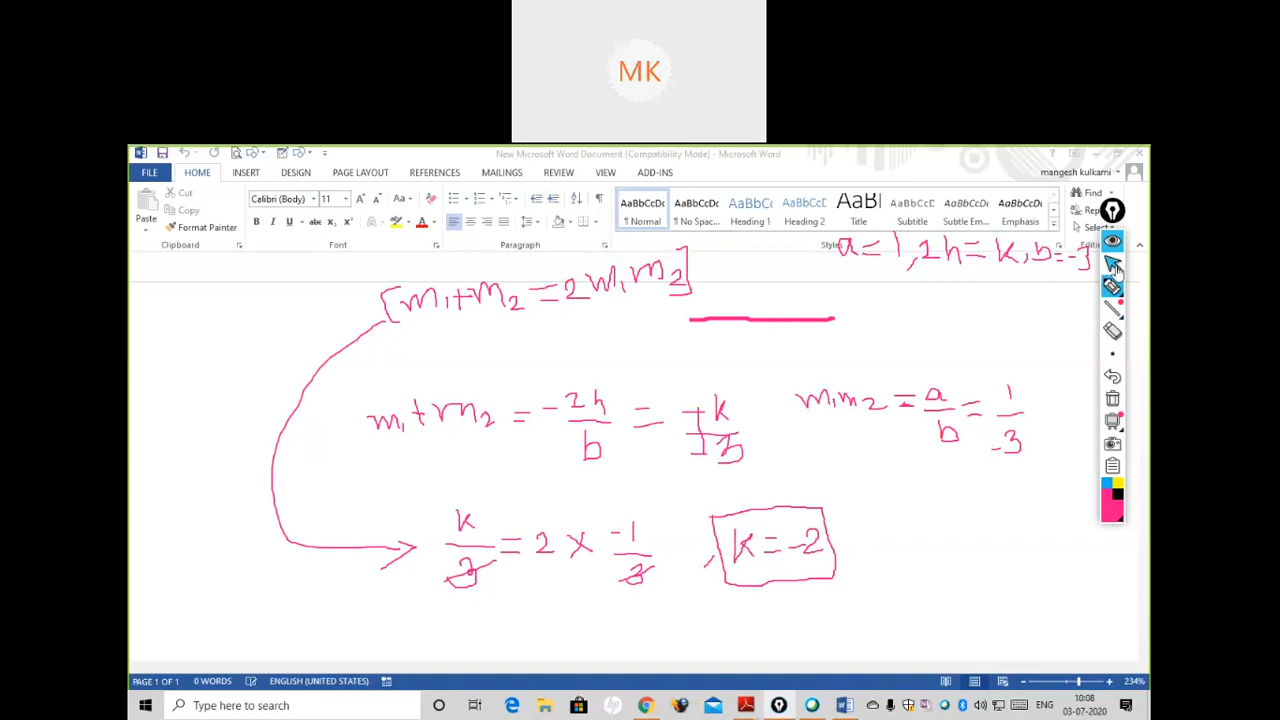 MK
New Microsoft Word Document [Compatibility Mode] - Microsoft Word
FILE HOME INSERT DESIGN PAGE LAYOUT REFERENCES MAILINGS REVIEW VIEW ADD-INS mangesh kulkarni
Cut
Copy
Paste
Format Painter
Calibri (Body) 11
AaBbCcDc AaBbCcDc AaBbCc AaBbCcD AaBbCcDc AaBbCcDc
¶ Normal ¶ No Spac... Heading 1 Heading 2 Title Subtitle Subtle Em... Emphasis
Find
Select
Clipboard Font Paragraph
a = 1, 2h = k, b = -3
[m₁+m₂ = 2m₁m₂]
m₁+m₂ = -2h/b = +k/+3
m₁m₂ = a/b = 1/-3
k/3 = 2 × -1/3 , k = -2
PAGE 1 OF 1 0 WORDS ENGLISH (UNITED STATES) 234%
Type here to search
ENG
10:08
03-07-2020